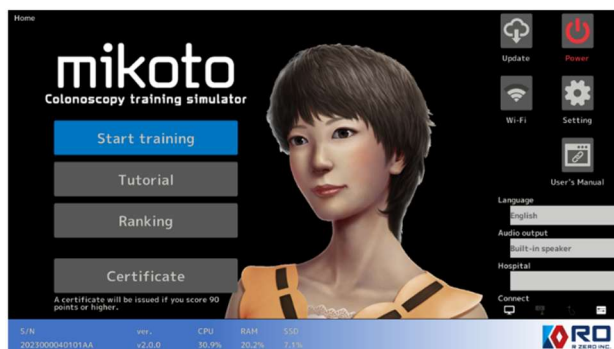 Home
mikoto
Colonoscopy training simulator
Start training
Tutorial
Ranking
Certificate
A certificate will be issued if you score 90
points or higher.
Update
Power
Wi-Fi
Setting
User's Manual
Language
English
Audio output
Built-in speaker
Hospital
Connect
S/N ver. CPU RAM SSD
2023000040101AA v2.0.0 30.9% 20.2% 7.1%
RO
R ZERO INC.